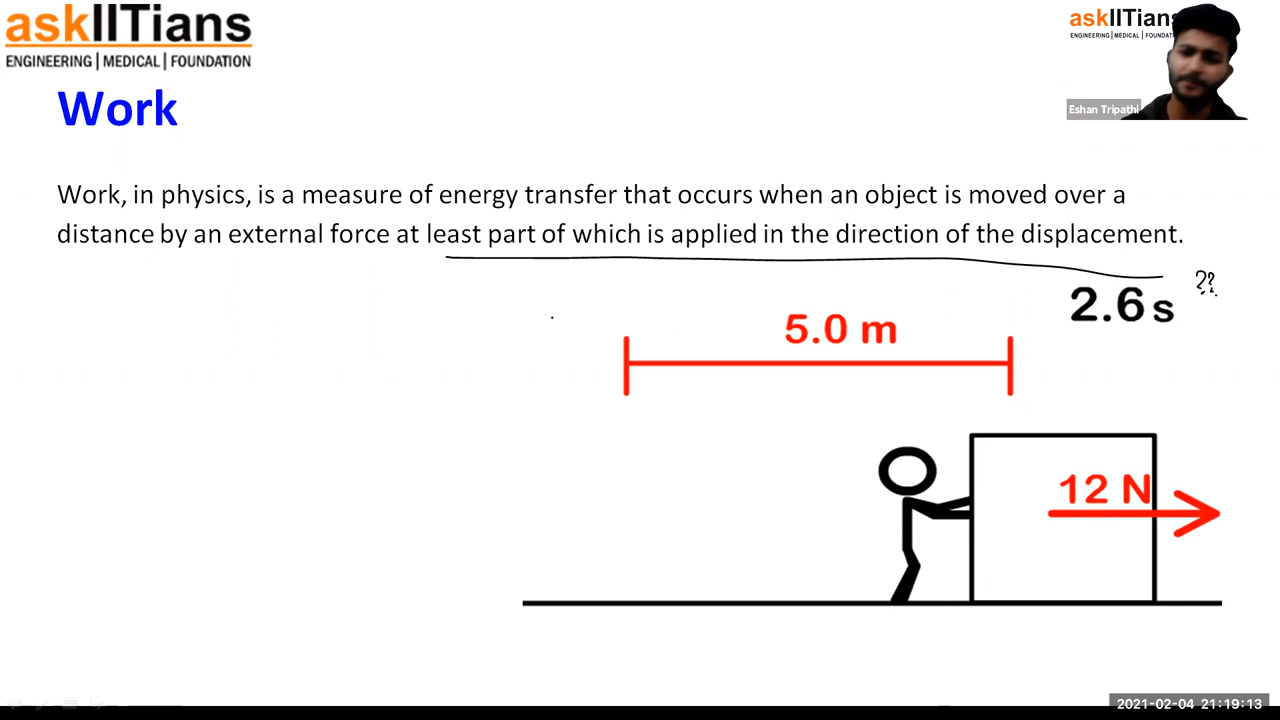 askIITians
ENGINEERING | MEDICAL | FOUNDATION
askIITians
ENGINEERING | MEDICAL | FOUNDAT
Eshan Tripathi
Work
Work, in physics, is a measure of energy transfer that occurs when an object is moved over a
distance by an external force at least part of which is applied in the direction of the displacement.
??
2.6 s
5.0 m
12 N
2021-02-04 21:19:13